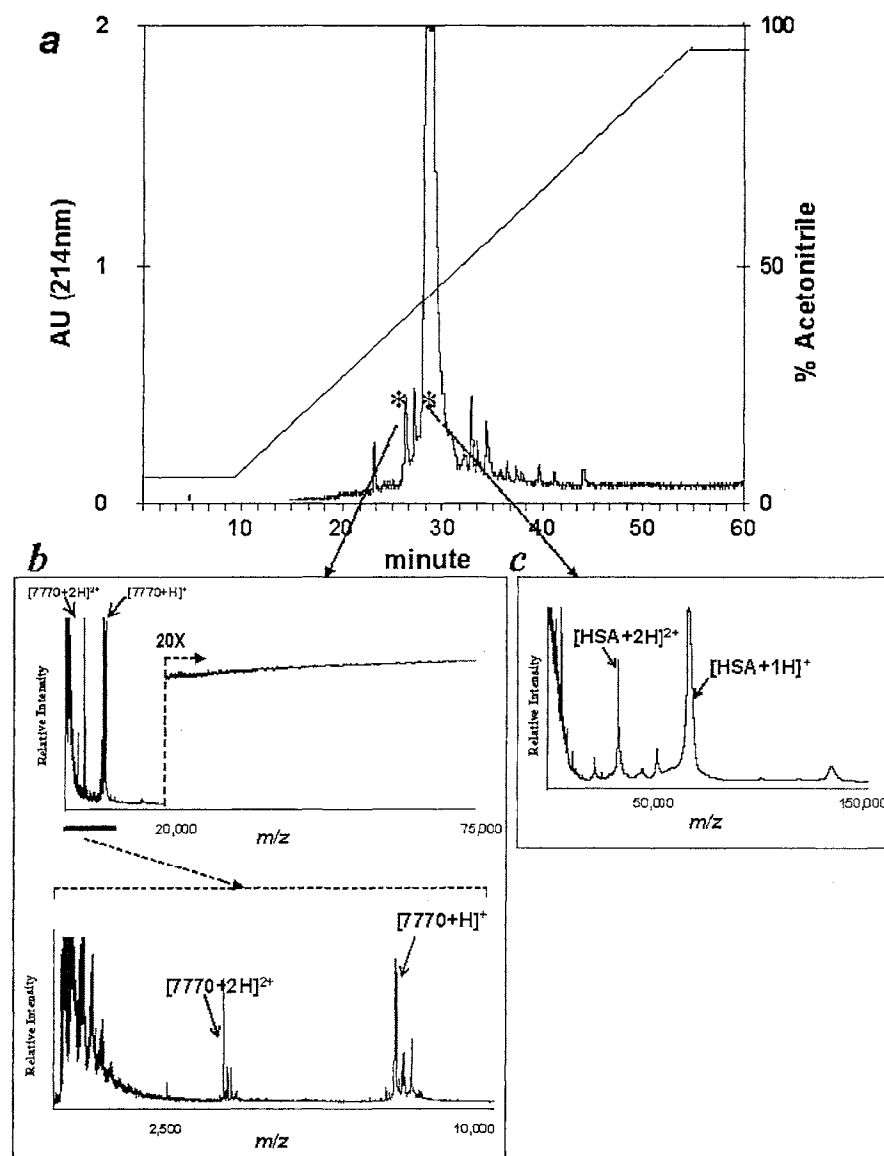 a
2
1
0
AU (214nm)
100
50
0
% Acetonitrile
10 20 30 40 50 60
minute
b
[7770+2H]²⁺
[7770+H]⁺
20X
Relative Intensity
20,000 75,000
m/z
[7770+2H]²⁺
[7770+H]⁺
Relative Intensity
2,500 10,000
m/z
c
[HSA+2H]²⁺
[HSA+1H]⁺
Relative Intensity
50,000 150,000
m/z